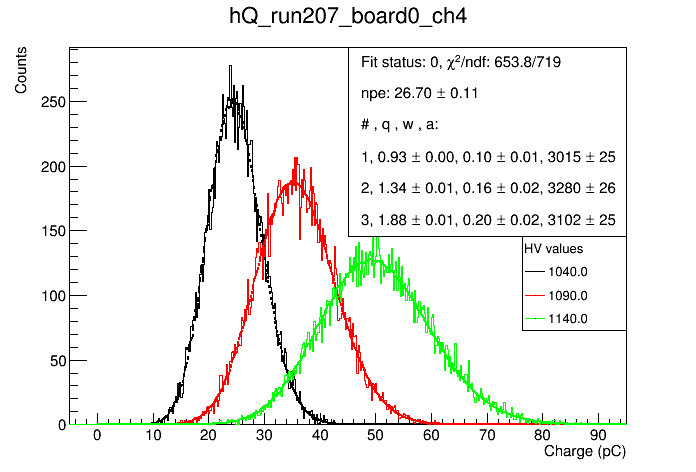 hQ_run207_board0_ch4
Counts
Fit status: 0, χ²/ndf: 653.8/719
npe: 26.70 ± 0.11
# , q , w , a:
1, 0.93 ± 0.00, 0.10 ± 0.01, 3015 ± 25
2, 1.34 ± 0.01, 0.16 ± 0.02, 3280 ± 26
3, 1.88 ± 0.01, 0.20 ± 0.02, 3102 ± 25
HV values
1040.0
1090.0
1140.0
250
200
150
100
50
0
0 10 20 30 40 50 60 70 80 90
Charge (pC)